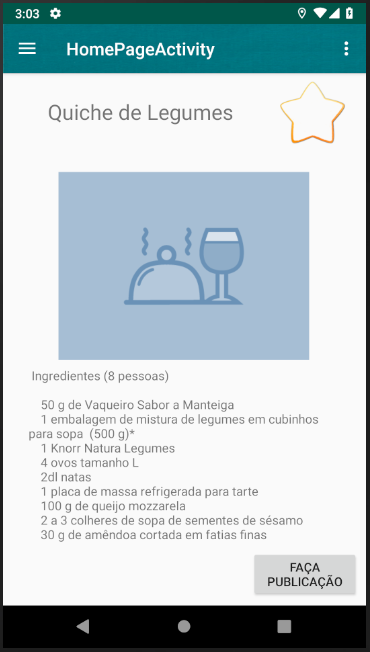 3:03
HomePageActivity
Quiche de Legumes
Ingredientes (8 pessoas)
50 g de Vaqueiro Sabor a Manteiga
1 embalagem de mistura de legumes em cubinhos
para sopa (500 g)*
1 Knorr Natura Legumes
4 ovos tamanho L
2dl natas
1 placa de massa refrigerada para tarte
100 g de queijo mozzarela
2 a 3 colheres de sopa de sementes de sésamo
30 g de amêndoa cortada em fatias finas
FAÇA
PUBLICAÇÃO